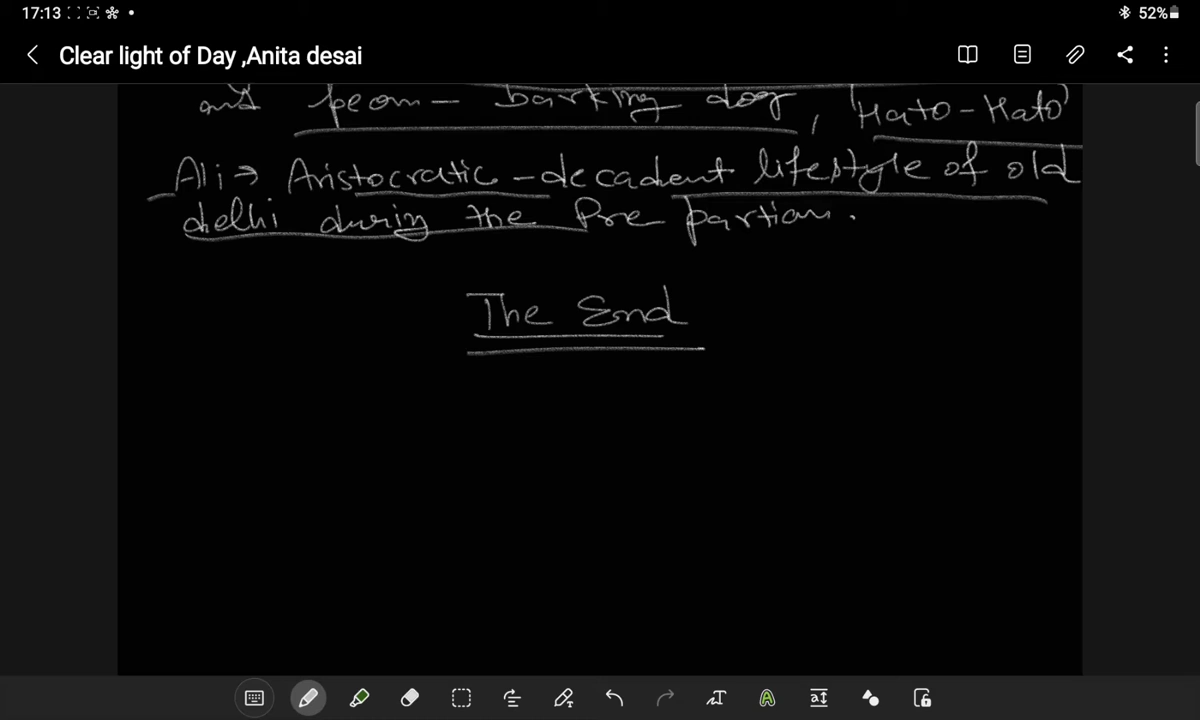 17:13
52%
Clear light of Day ,Anita desai
and peom - barking dog, (Hato-Hato)
Ali → Aristocratic - decadent lifestyle of old
delhi during the Pre partion.
The End